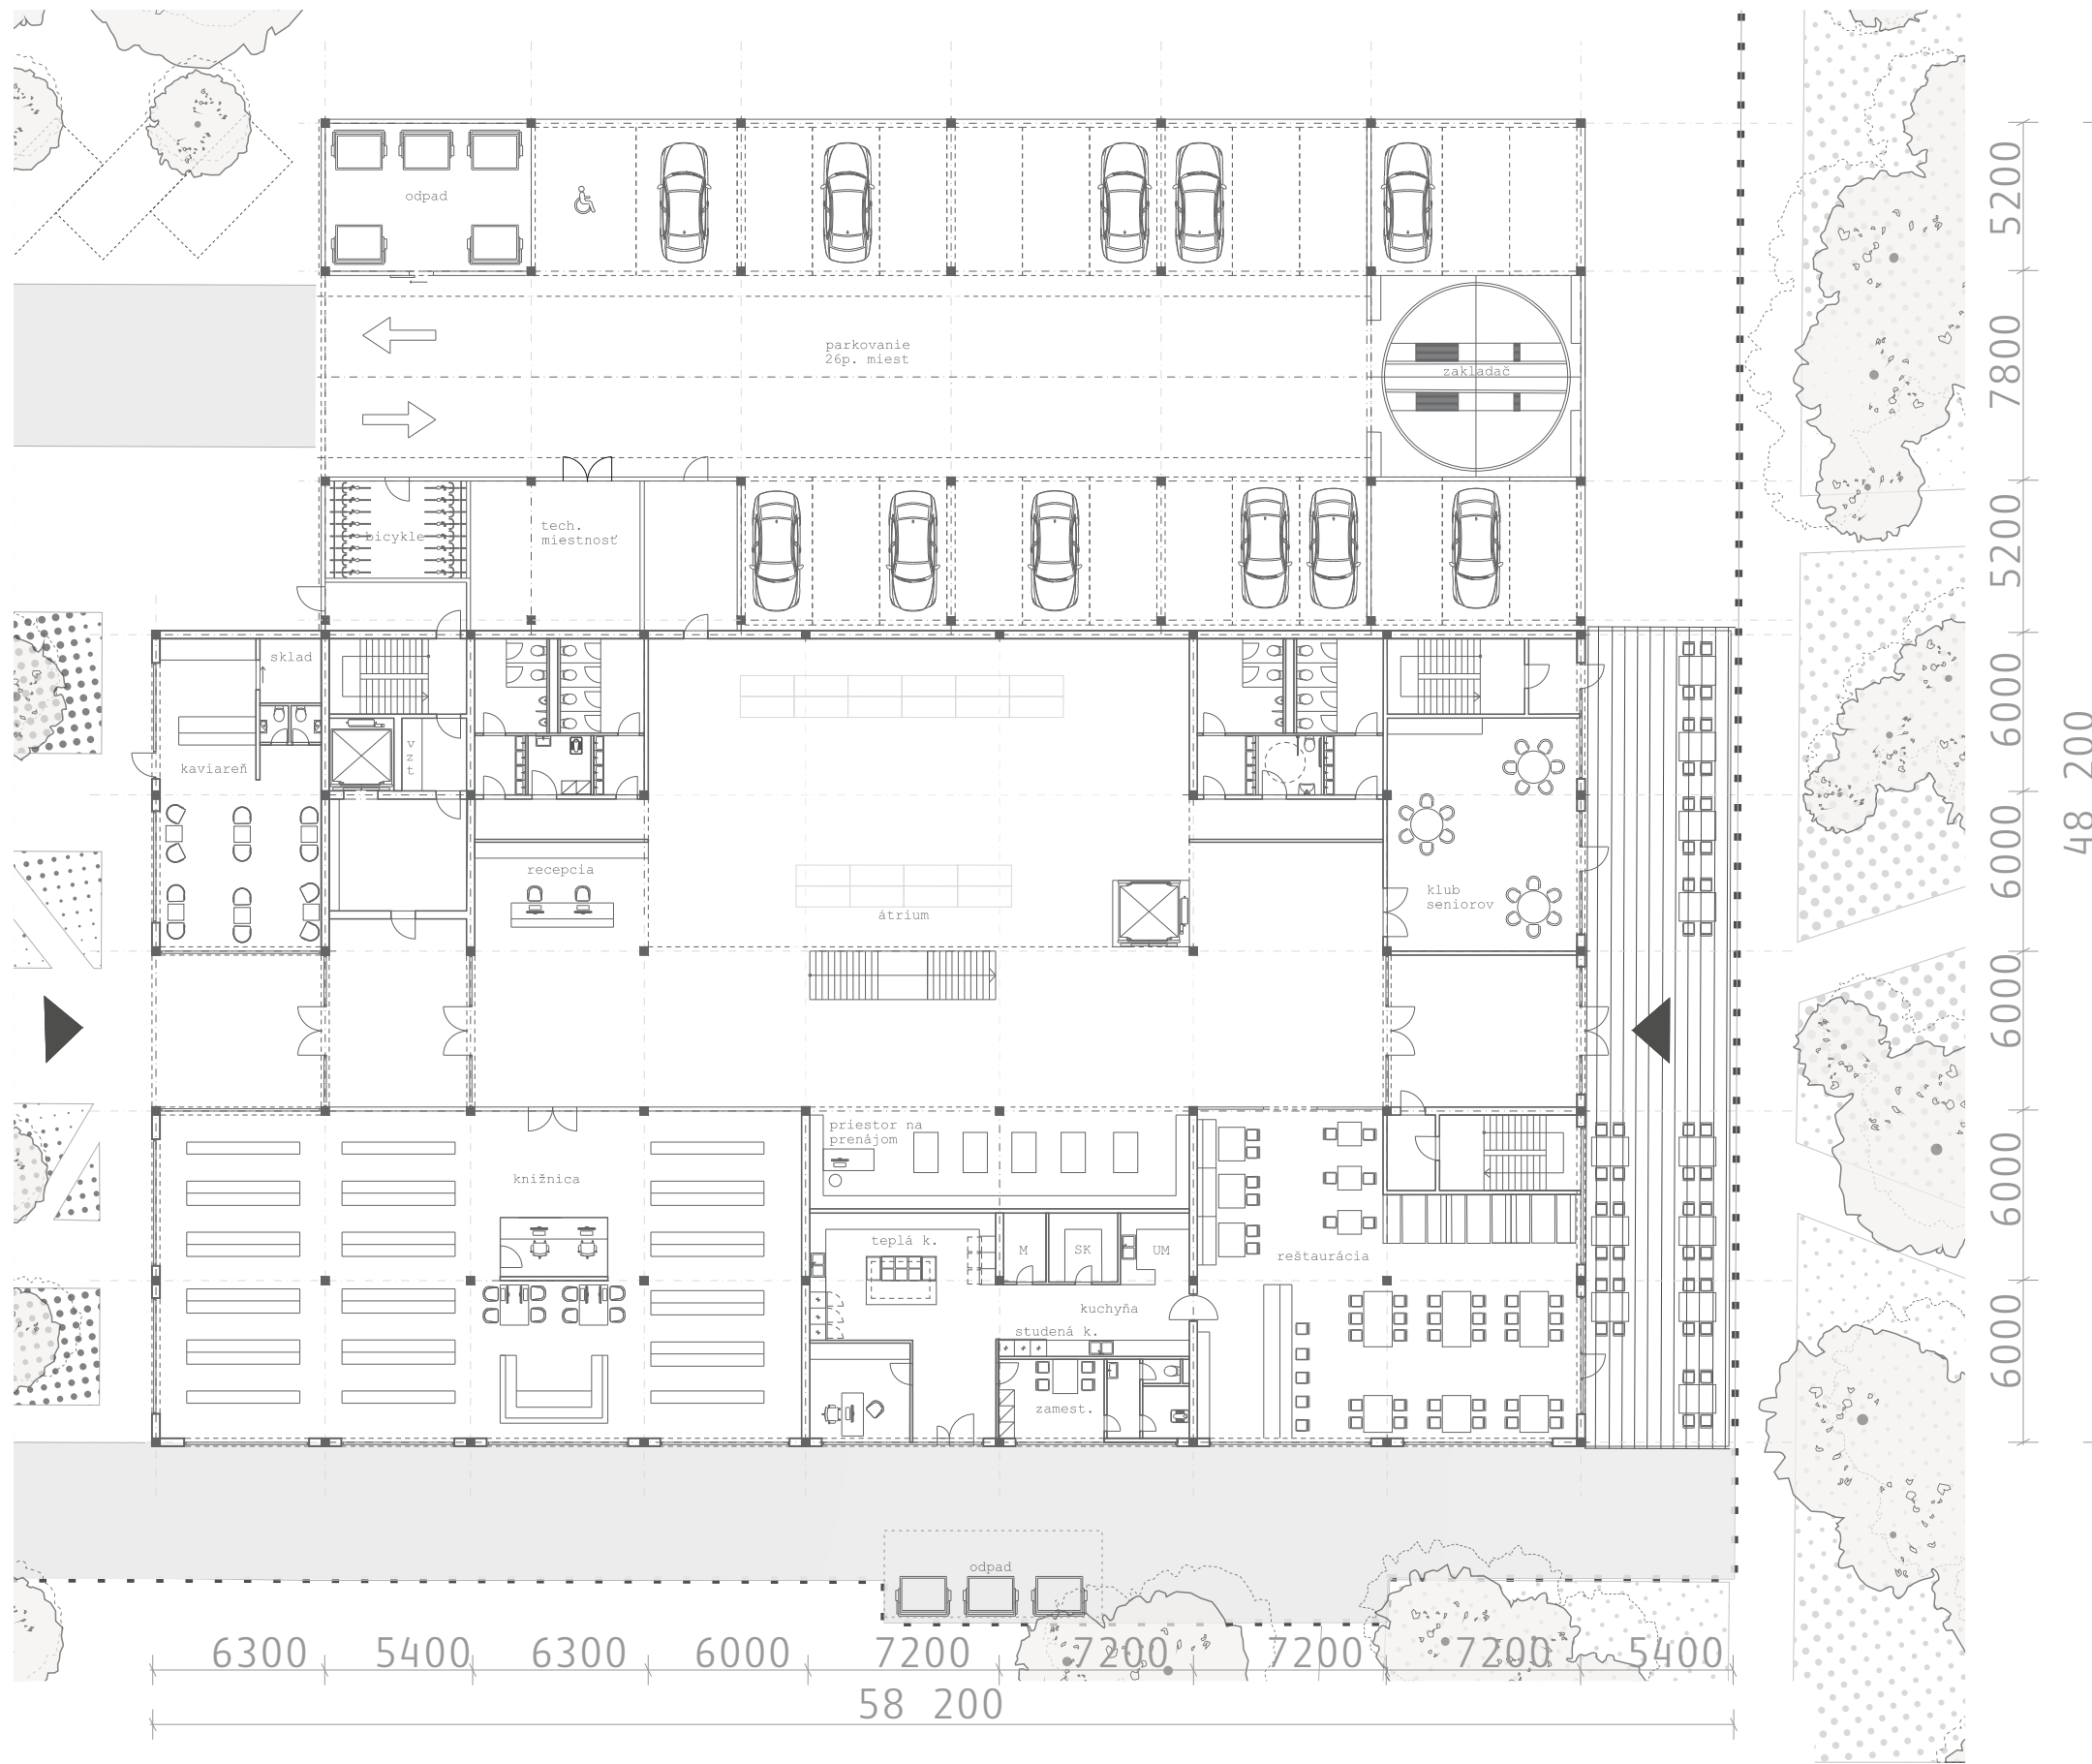 odpad
5200
parkovanie
26p. miest
zakladač
7800
bicykle
tech.
miestnosť
5200
sklad
kaviareň
vzt
6000
48 200
recepcia
átrium
klub
seniorov
6000
6000
priestor na
prenájom
knižnica
teplá k.
M
SK
UM
reštaurácia
6000
kuchyňa
studená k.
zamest.
6000
odpad
6300
5400
6300
6000
7200
7200
7200
7200
5400
58 200